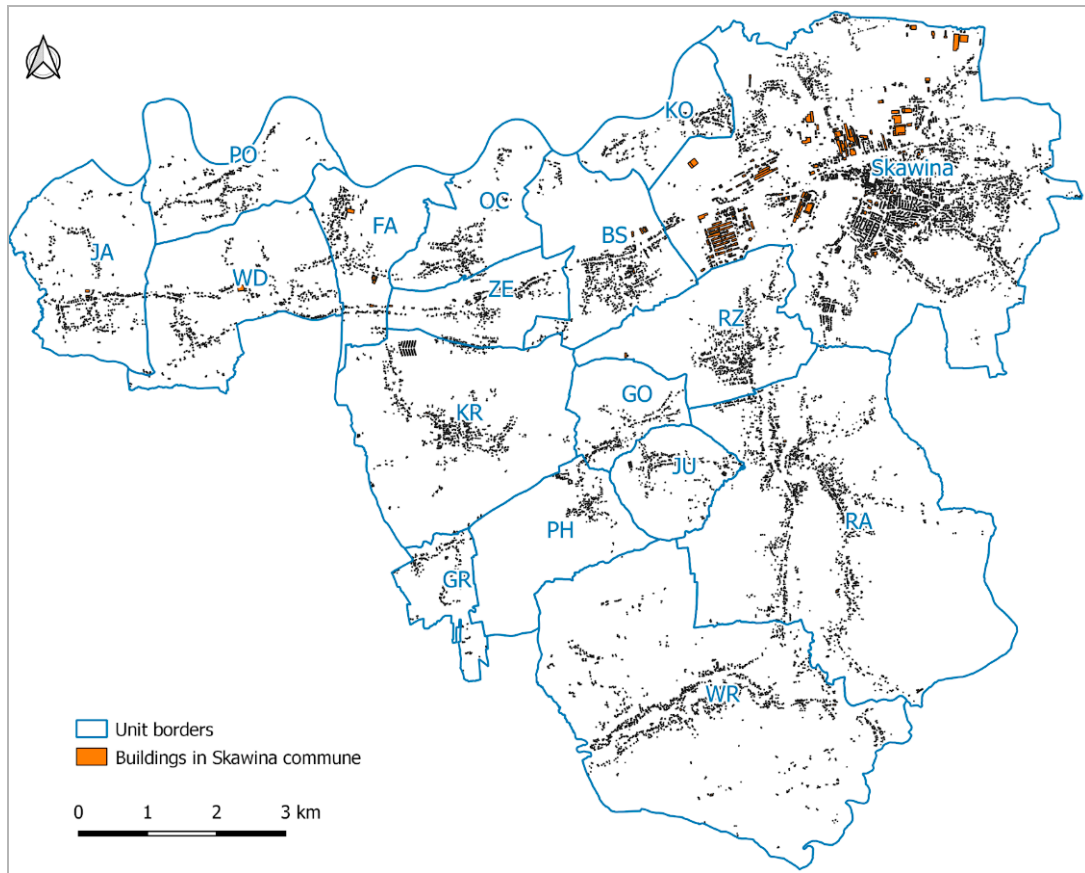 KO
Skawina
PO
OC
FA
BS
JA
WD
ZE
RZ
GO
KR
JU
PH
RA
GR
WR
Unit borders
Buildings in Skawina commune
0 1 2 3 km